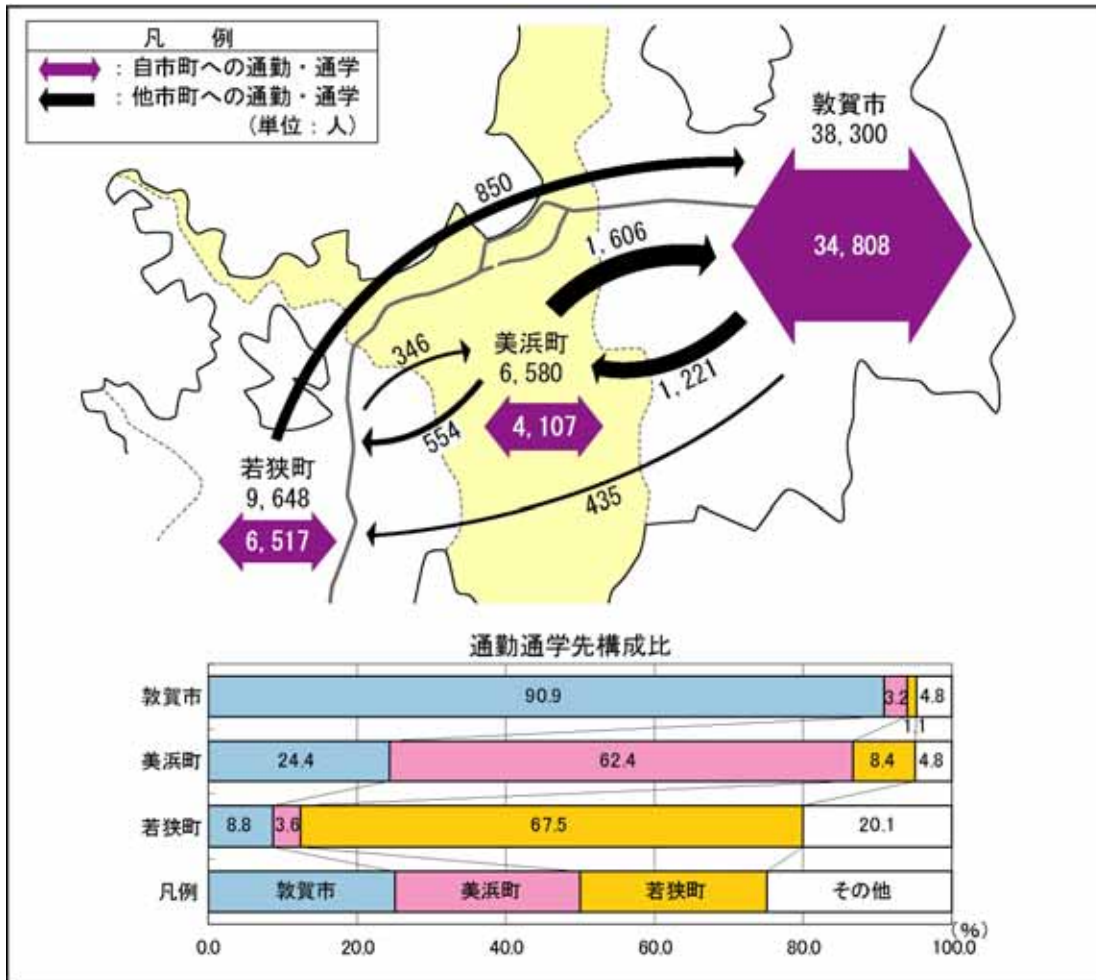 凡 例
：自市町への通勤・通学
：他市町への通勤・通学
（単位：人）
敦賀市
38,300
34,808
850
1,606
1,221
346
美浜町
6,580
4,107
554
435
若狭町
9,648
6,517
通勤通学先構成比
敦賀市 90.9 3.2 1.1 4.8
美浜町 24.4 62.4 8.4 4.8
若狭町 8.8 3.6 67.5 20.1
凡例 敦賀市 美浜町 若狭町 その他
0.0 20.0 40.0 60.0 80.0 100.0 (%)